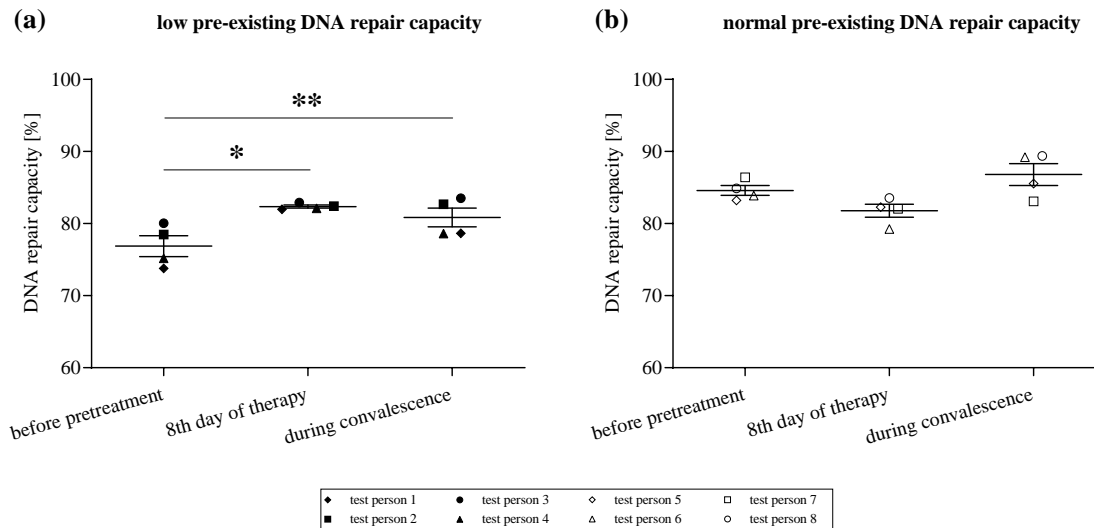 (a)
low pre-existing DNA repair capacity
DNA repair capacity [%]
100
90
80
70
60
**
*
before pretreatment
8th day of therapy
during convalescence
(b)
normal pre-existing DNA repair capacity
DNA repair capacity [%]
100
90
80
70
60
before pretreatment
8th day of therapy
during convalescence
test person 1
test person 3
test person 5
test person 7
test person 2
test person 4
test person 6
test person 8